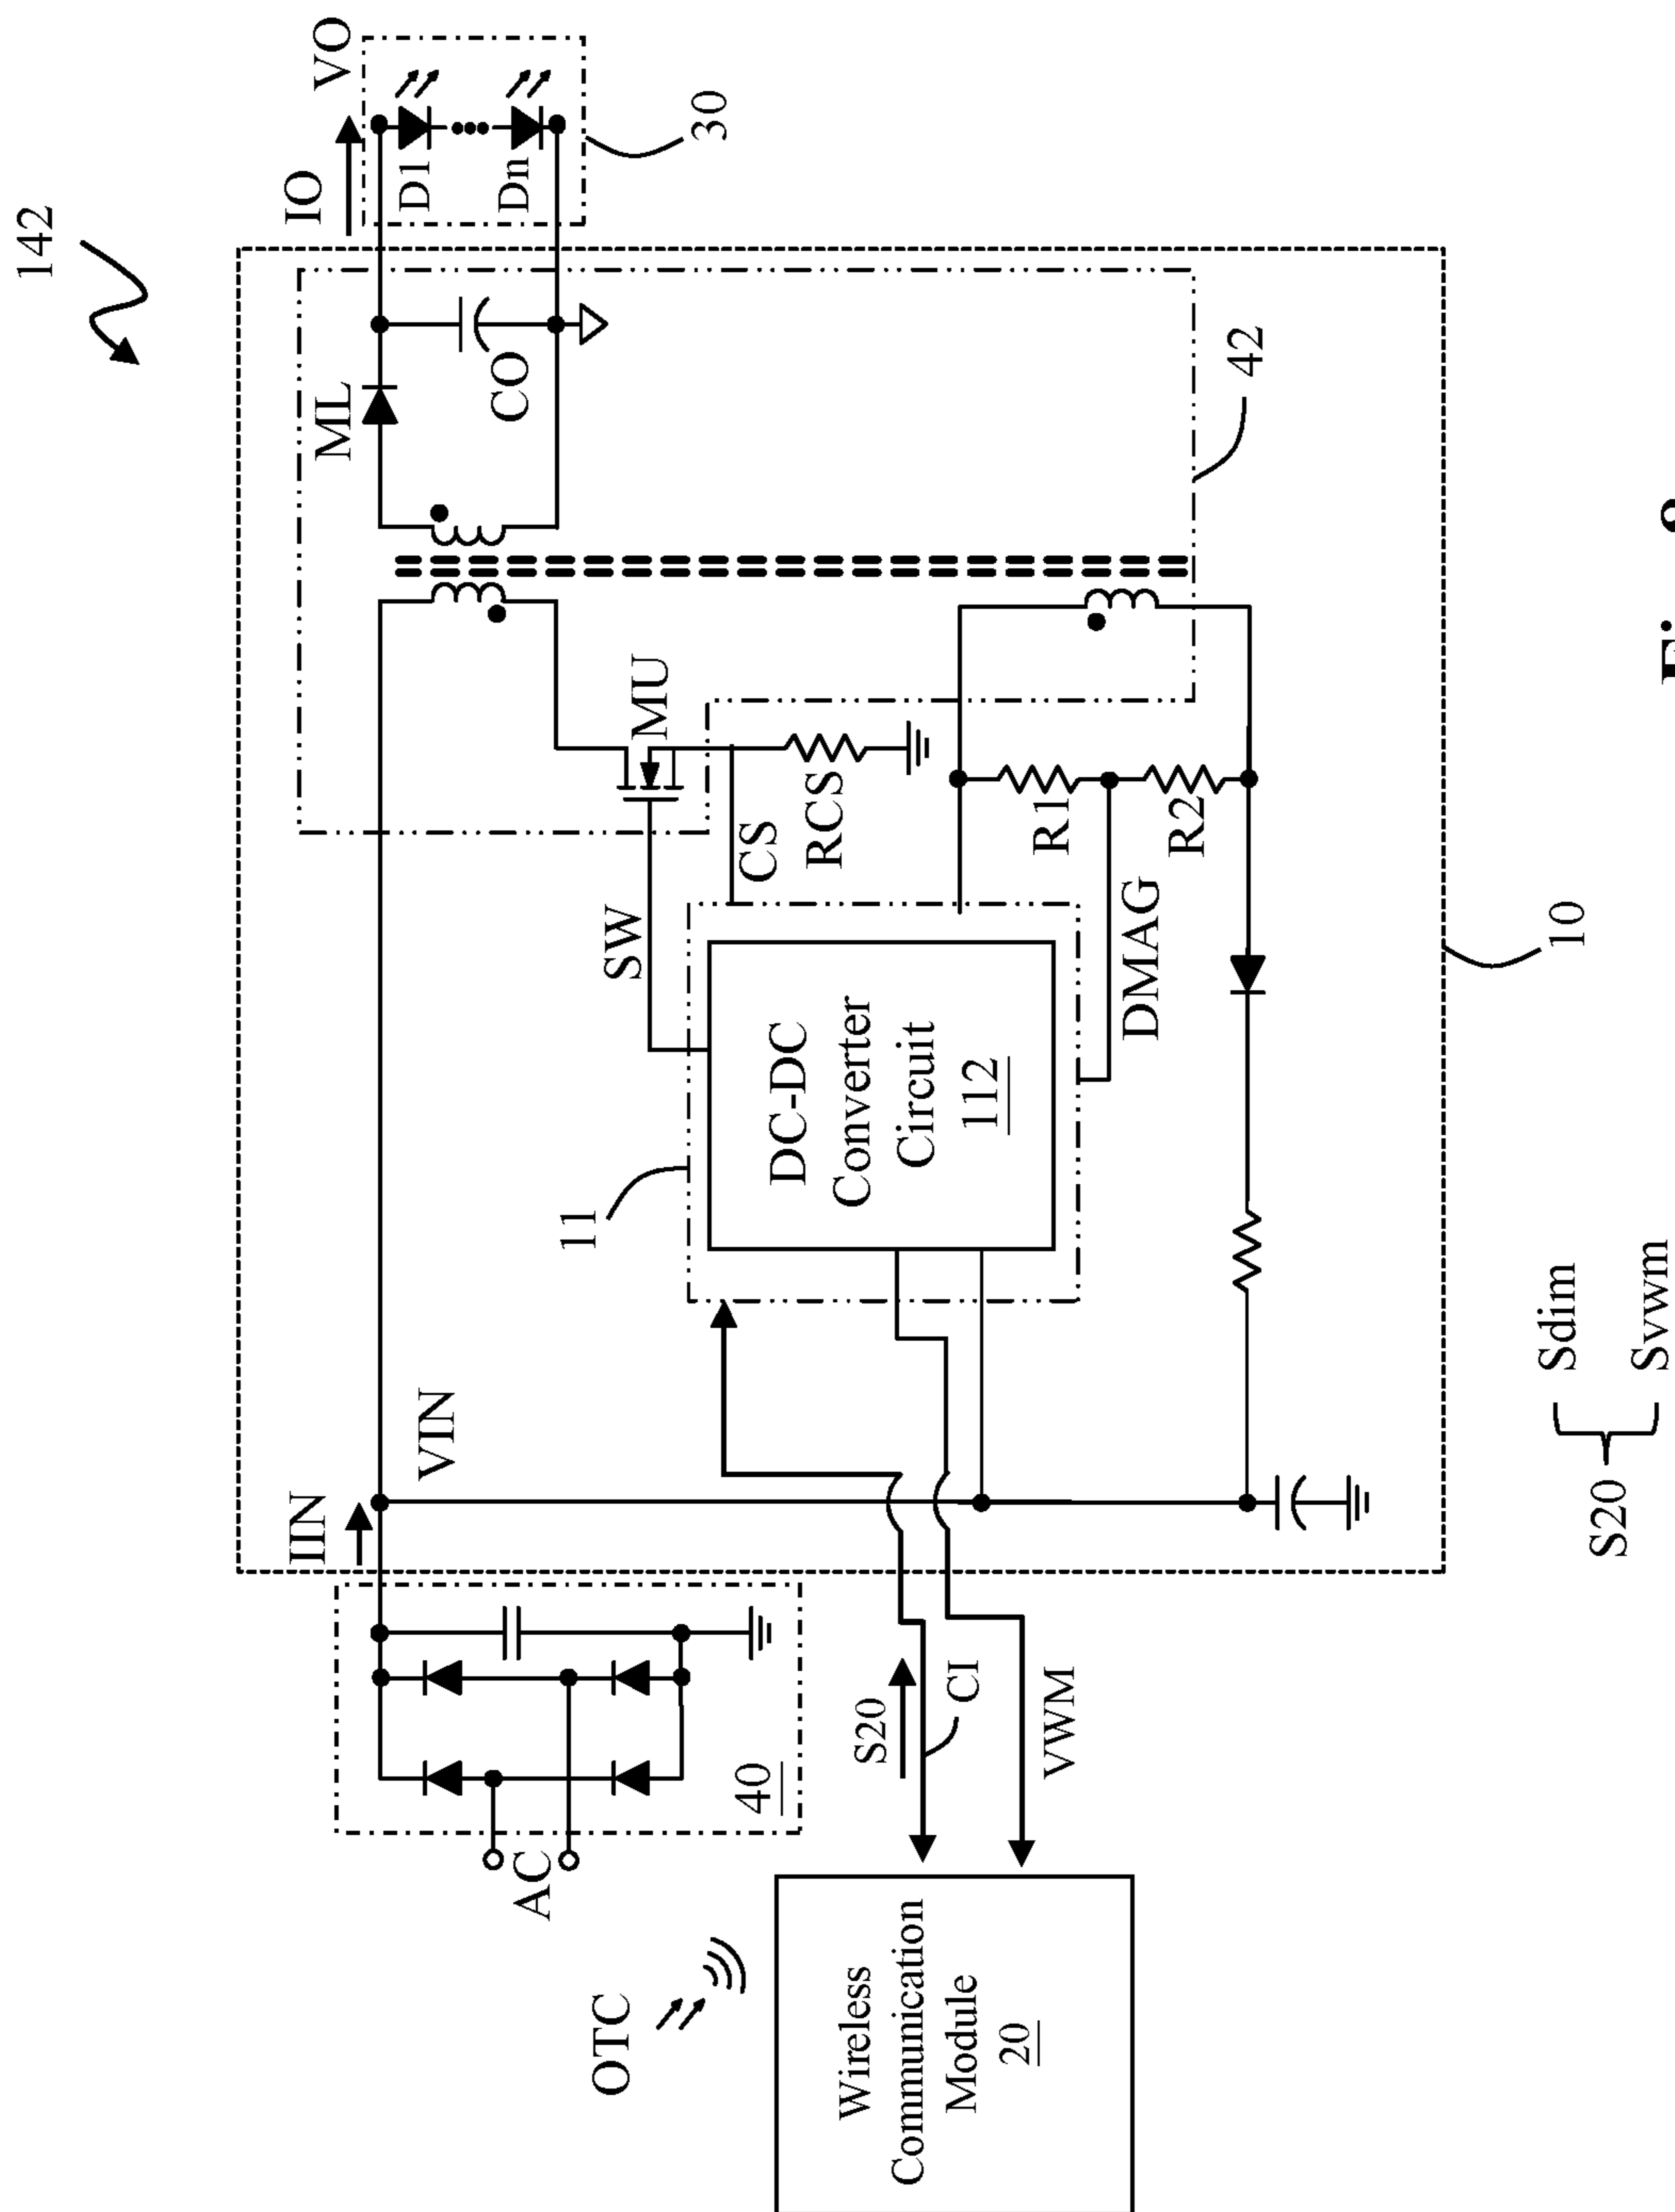 142
IO
VO
D1
Dn
30
ML
CO
42
MU
SW
CS
RCS
R1
R2
DMAG
11
DC-DC
Converter
Circuit
112
10
IIN
VIN
40
AC
S20
CI
VWM
OTC
Wireless
Communication
Module
20
S20
Sdim
Svwm